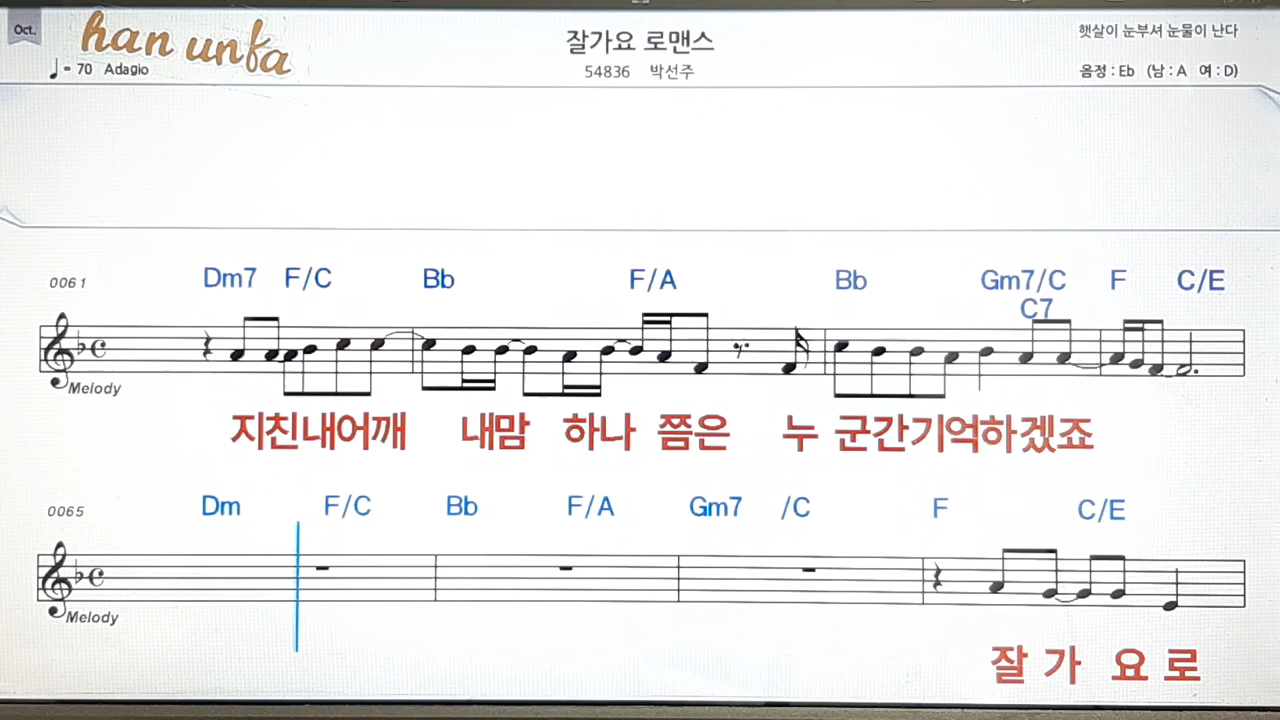 Oct.
han unfa
♩= 70 Adagio
잘가요 로맨스
54836 박선주
햇살이 눈부셔 눈물이 난다
음정 : Eb (남 : A 여 : D)
0061
Dm7 F/C Bb F/A Bb Gm7/C F C/E
C7
Melody
지친내어깨 내맘 하나 쯤은 누 군간기억하겠죠
0065
Dm F/C Bb F/A Gm7 /C F C/E
Melody
잘 가 요 로